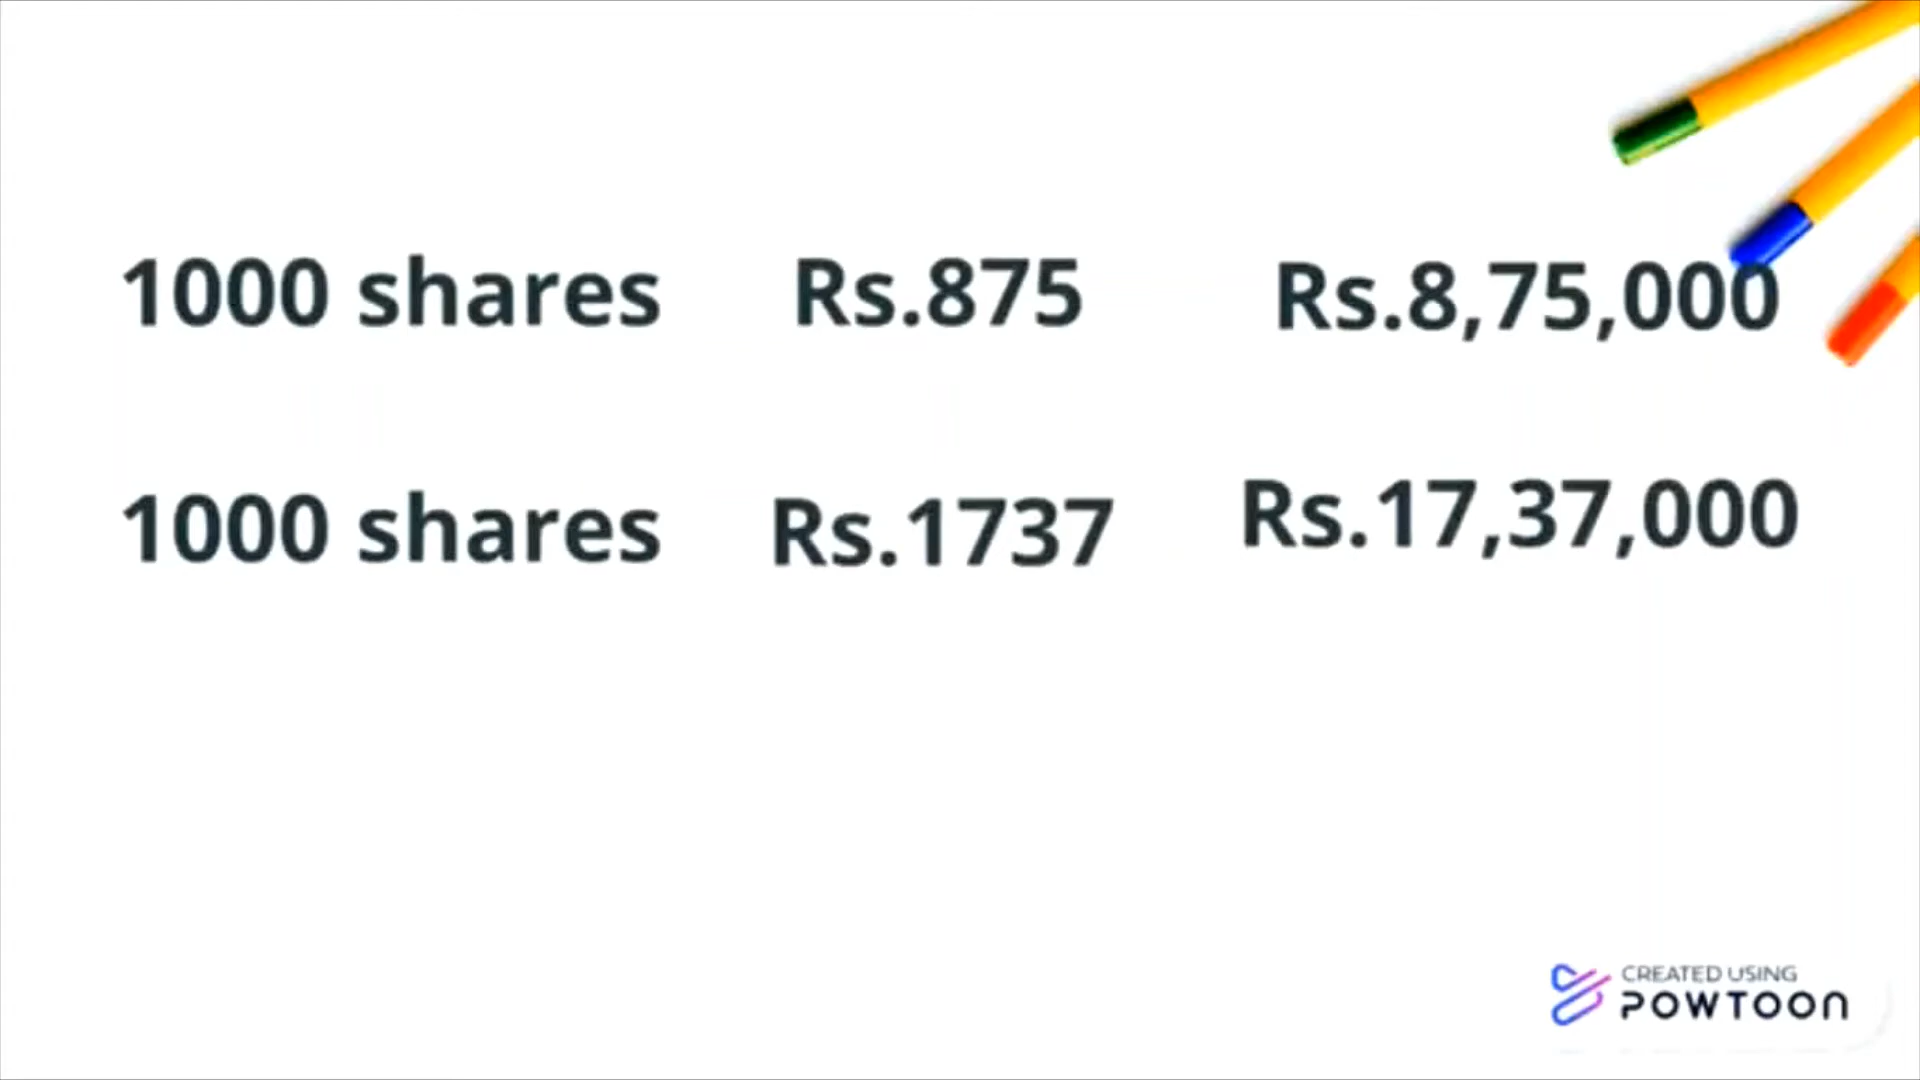 1000 shares Rs.875 Rs.8,75,000
1000 shares Rs.1737 Rs.17,37,000
CREATED USING
POWTOON